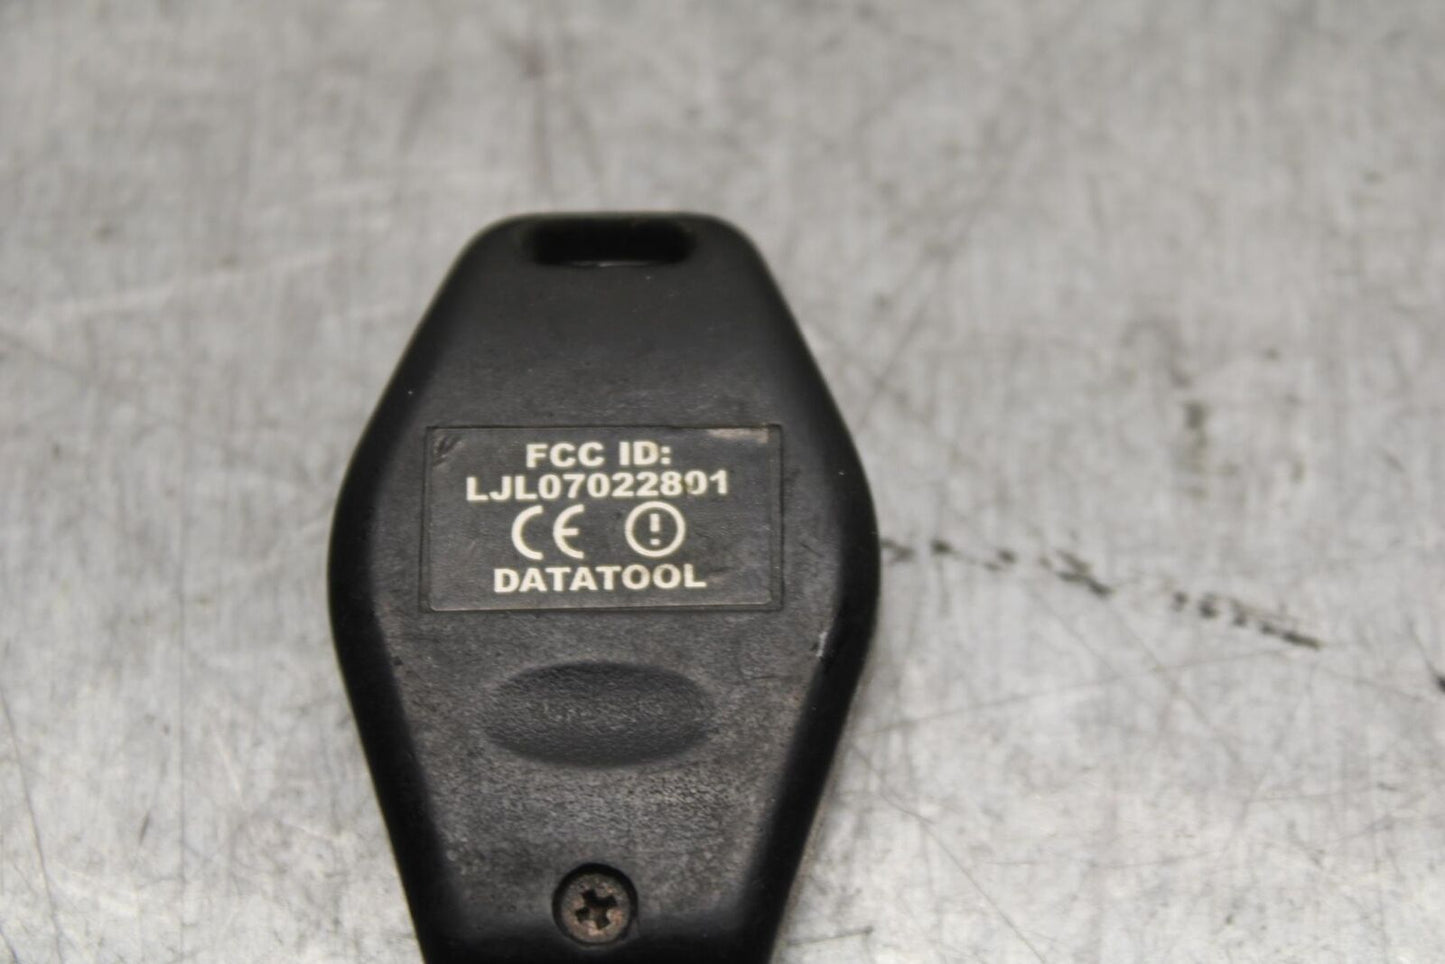 FCC ID:
LJL07022801
CE
DATATOOL